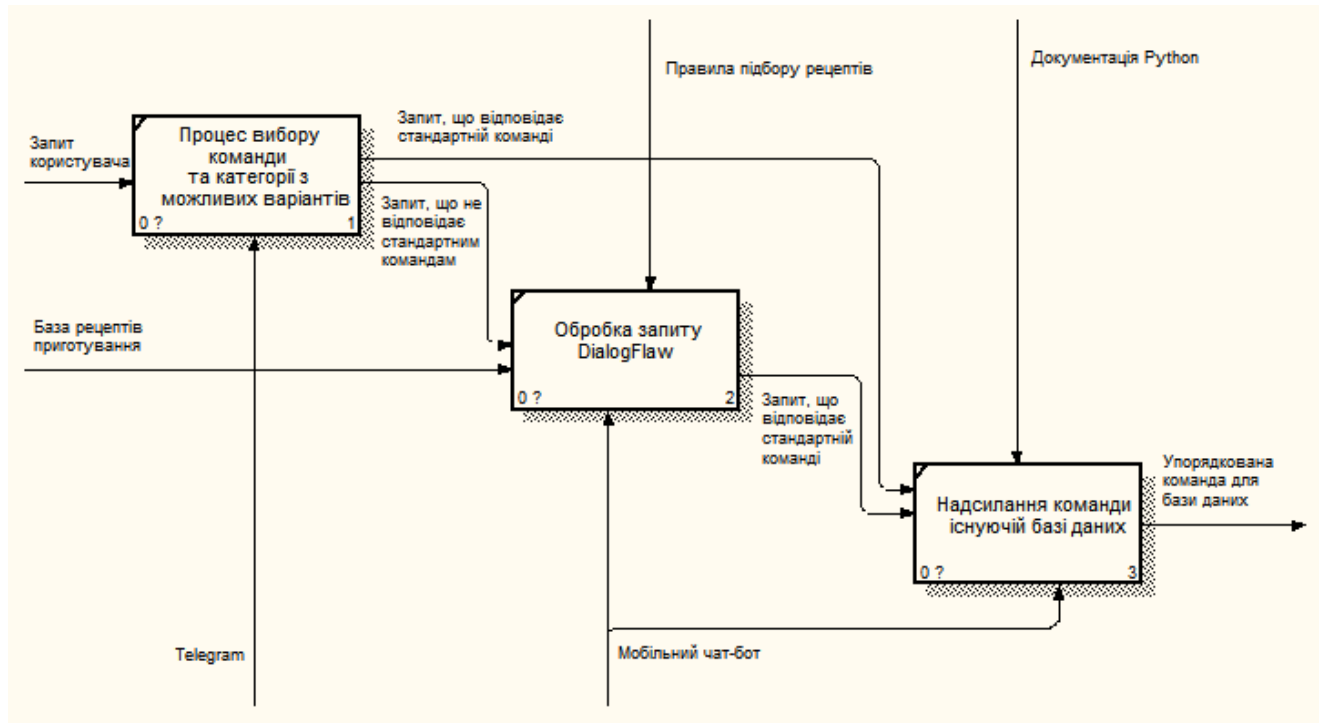 Документація Python
Правила підбору рецептів
Запит, що відповідає
стандартній команді
Процес вибору
команди
та категорії з
можливих варіантів
0 ?
1
Запит
користувача
Запит, що не
відповідає
стандартним
командам
База рецептів
приготування
Обробка запиту
DialogFlaw
0 ?
2
Запит, що
відповідає
стандартній
команді
Упорядкована
команда для
бази даних
Надсилання команди
існуючій базі даних
0 ?
3
Telegram
Мобільний чат-бот